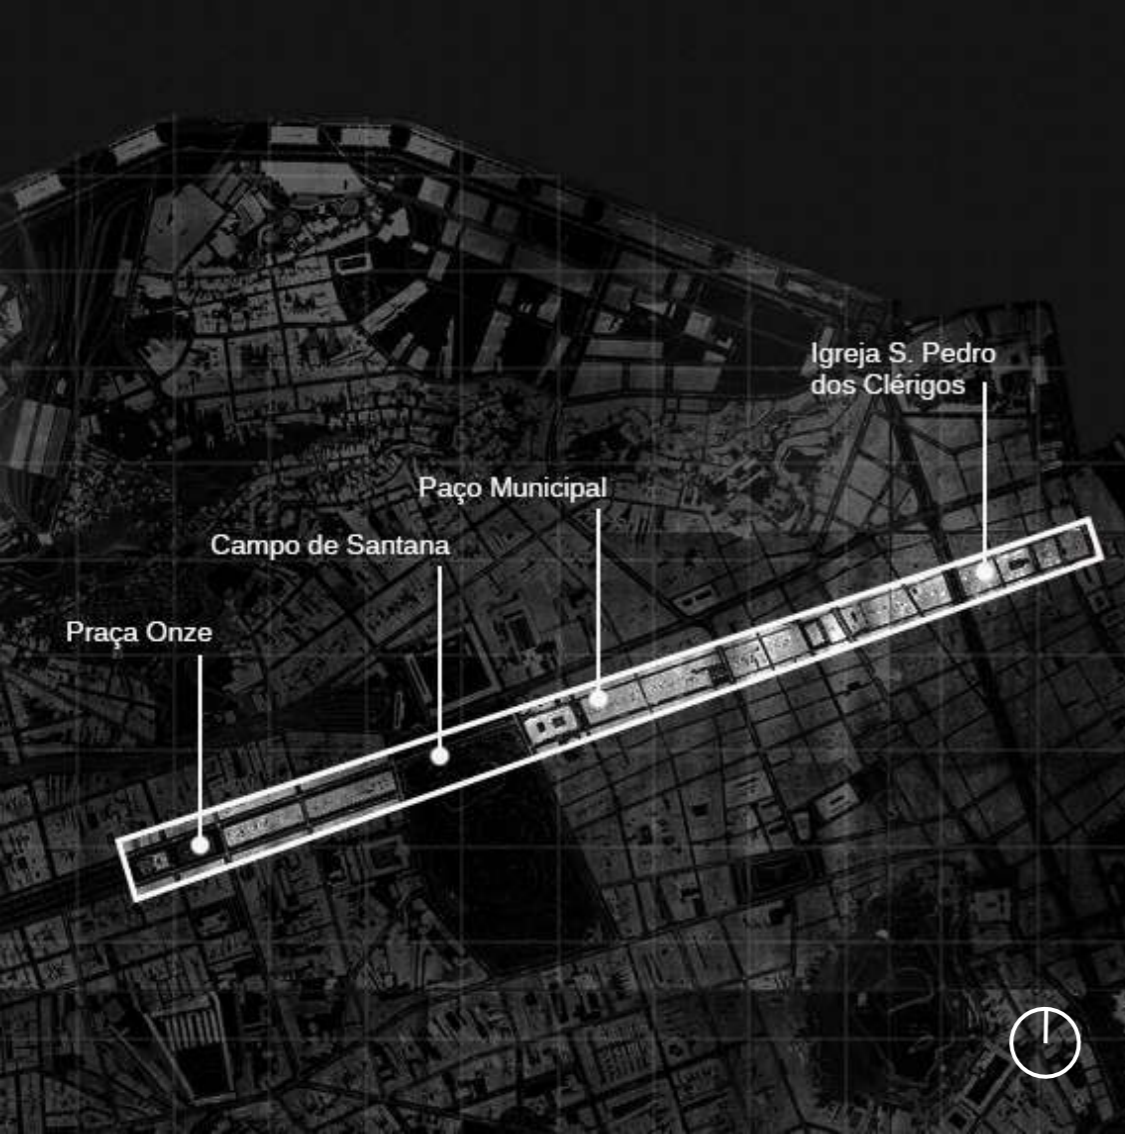 Igreja S. Pedro
dos Clérigos
Paço Municipal
Campo de Santana
Praça Onze